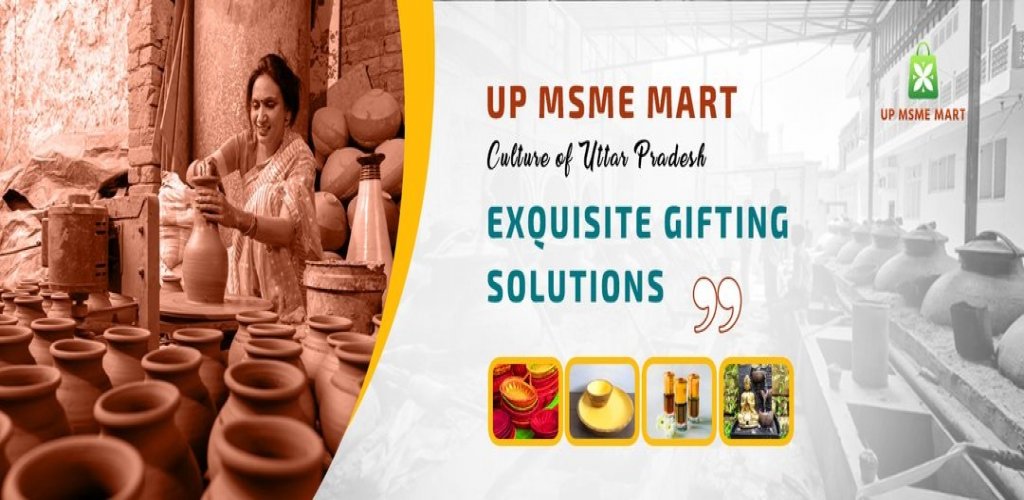 UP MSME MART
Culture of Uttar Pradesh
EXQUISITE GIFTING
SOLUTIONS
UP MSME MART